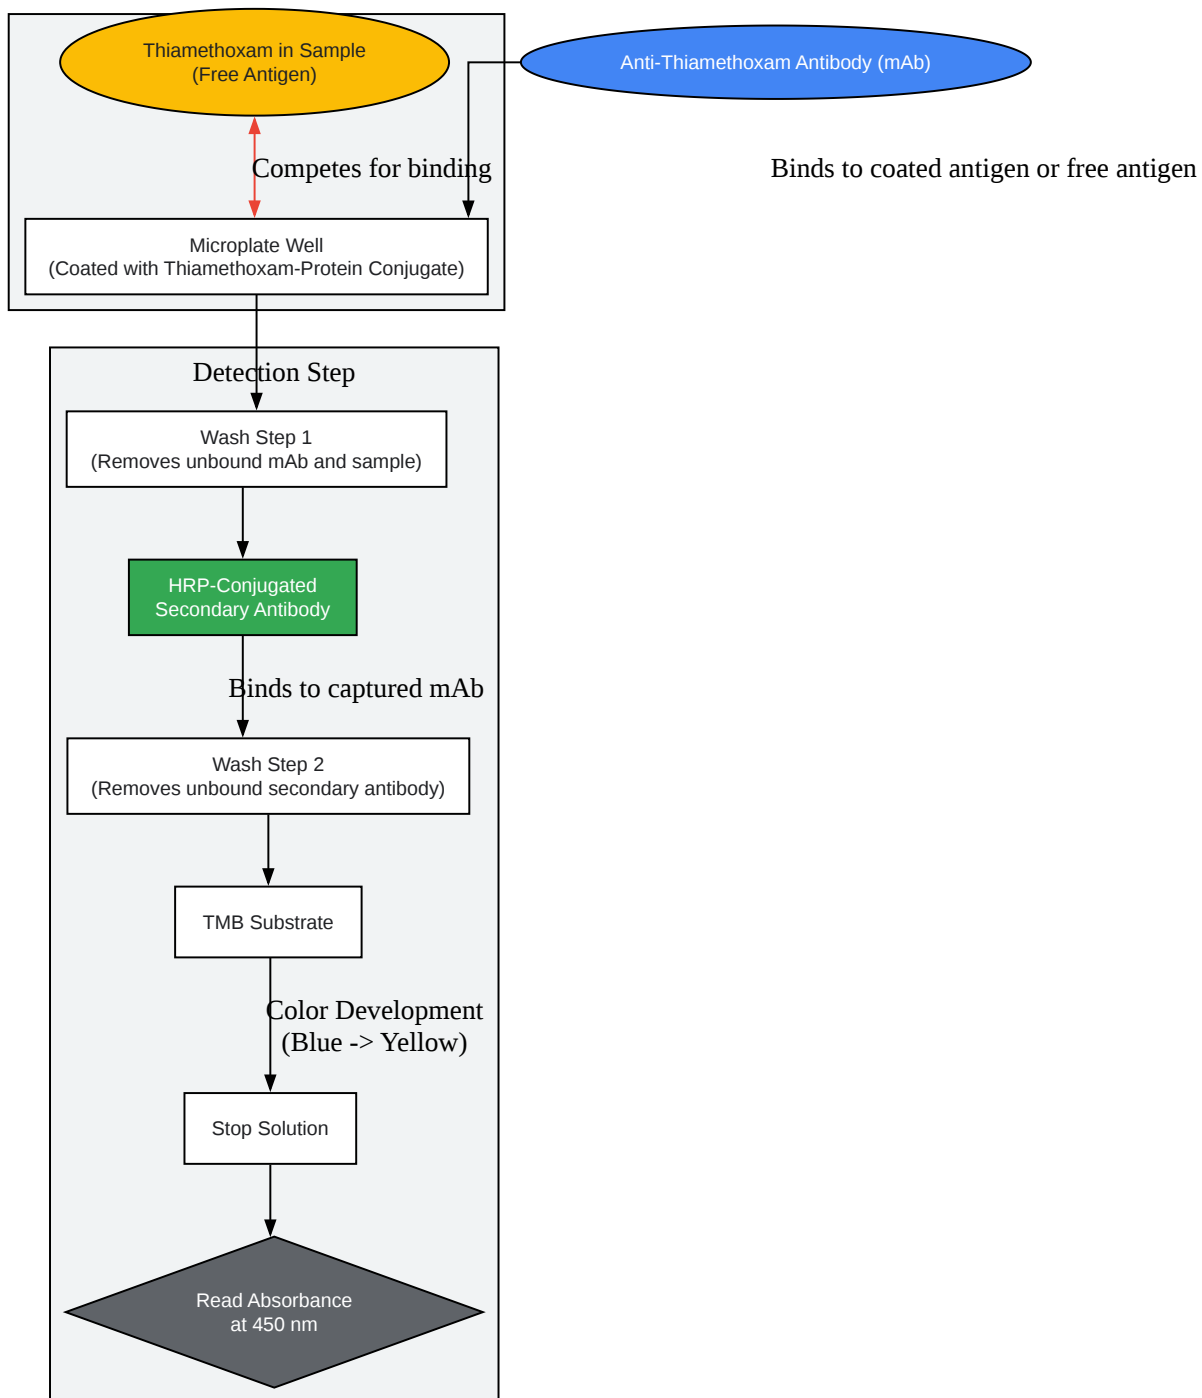 Thiamethoxam in Sample
(Free Antigen)
Anti-Thiamethoxam Antibody (mAb)
Competes for binding
Binds to coated antigen or free antigen
Microplate Well
(Coated with Thiamethoxam-Protein Conjugate)
Detection Step
Wash Step 1
(Removes unbound mAb and sample)
HRP-Conjugated
Secondary Antibody
Binds to captured mAb
Wash Step 2
(Removes unbound secondary antibody)
TMB Substrate
Color Development
(Blue -> Yellow)
Stop Solution
Read Absorbance
at 450 nm